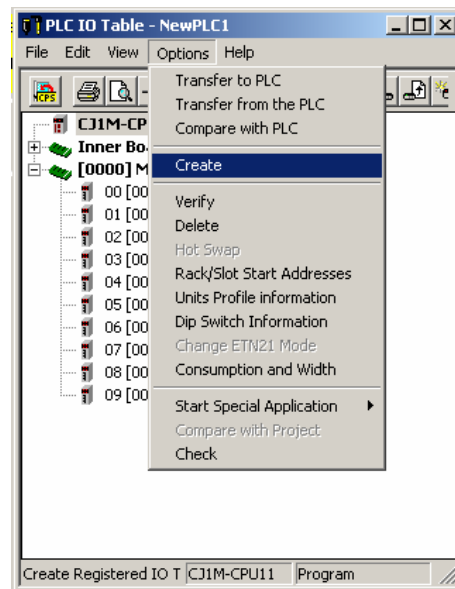 PLC IO Table - NewPLC1
File Edit View Options Help
CPS
Transfer to PLC
Transfer from the PLC
Compare with PLC
Create
Verify
Delete
Hot Swap
Rack/Slot Start Addresses
Units Profile information
Dip Switch Information
Change ETN21 Mode
Consumption and Width
Start Special Application
Compare with Project
Check
CJ1M-CP
Inner Bo
[0000] M
00 [00
01 [00
02 [00
03 [00
04 [00
05 [00
06 [00
07 [00
08 [00
09 [00
Create Registered IO T CJ1M-CPU11 Program